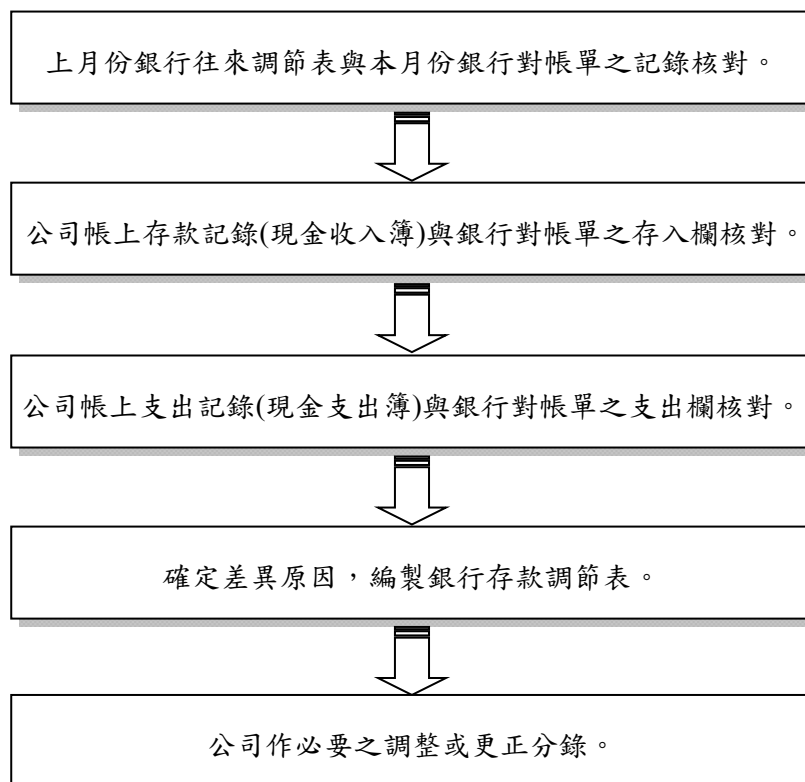 上月份銀行往來調節表與本月份銀行對帳單之記錄核對。
公司帳上存款記錄(現金收入簿)與銀行對帳單之存入欄核對。
公司帳上支出記錄(現金支出簿)與銀行對帳單之支出欄核對。
確定差異原因，編製銀行存款調節表。
公司作必要之調整或更正分錄。